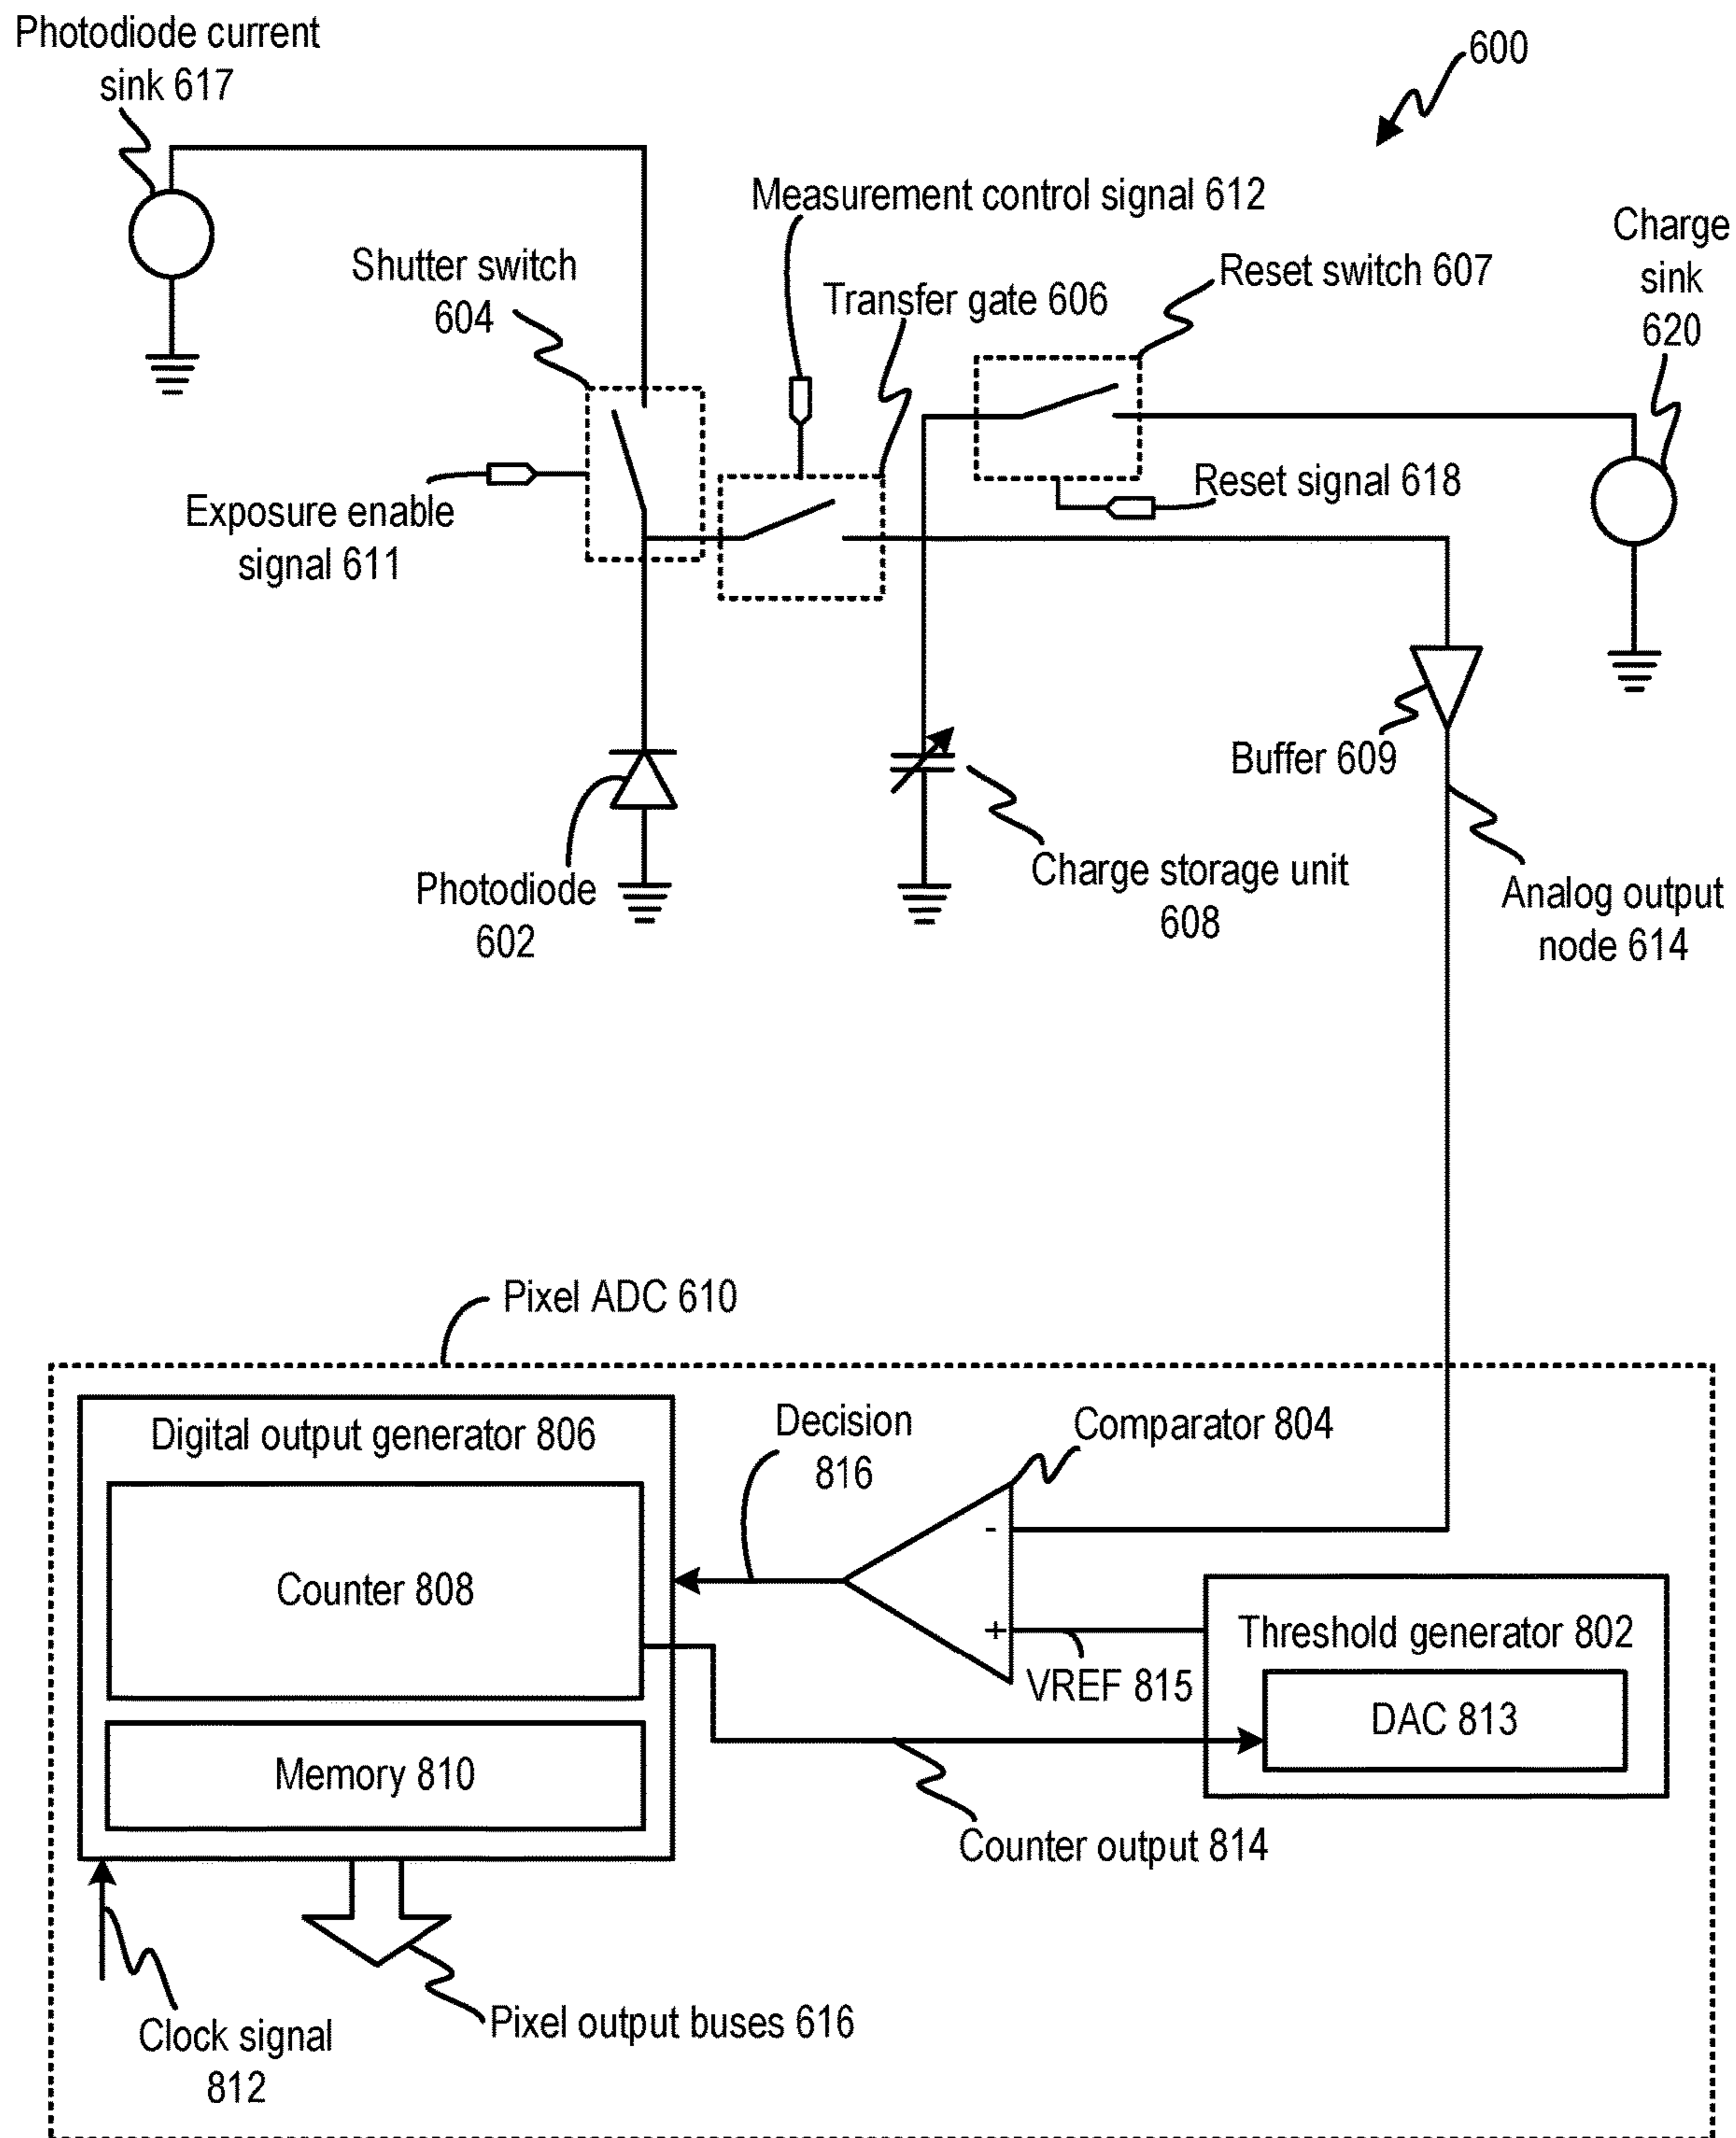 Photodiode current
sink 617
600
Measurement control signal 612
Charge
sink
620
Shutter switch
604
Transfer gate 606
Reset switch 607
Reset signal 618
Exposure enable
signal 611
Buffer 609
Photodiode
602
Charge storage unit
608
Analog output
node 614
Pixel ADC 610
Digital output generator 806
Decision
816
Comparator 804
-
Counter 808
+
VREF 815
Threshold generator 802
DAC 813
Memory 810
Counter output 814
Clock signal
812
Pixel output buses 616